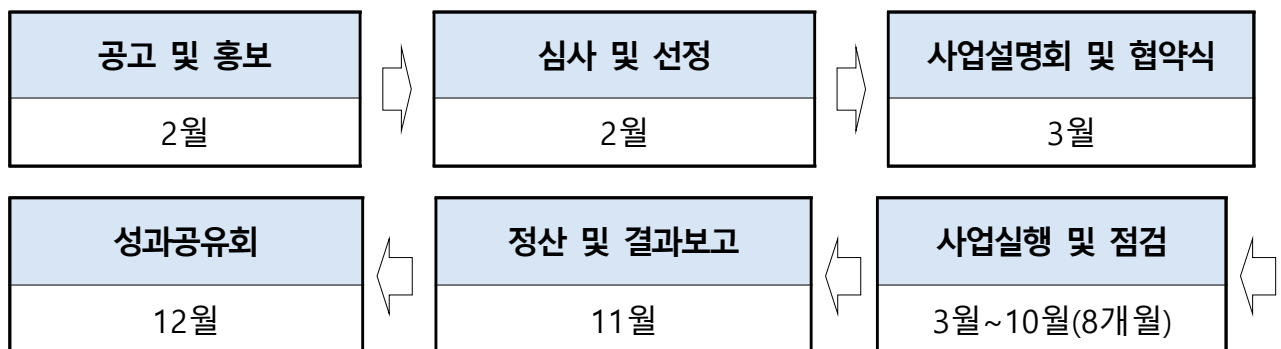 공고 및 홍보
2월
심사 및 선정
2월
사업설명회 및 협약식
3월
사업실행 및 점검
3월~10월(8개월)
정산 및 결과보고
11월
성과공유회
12월